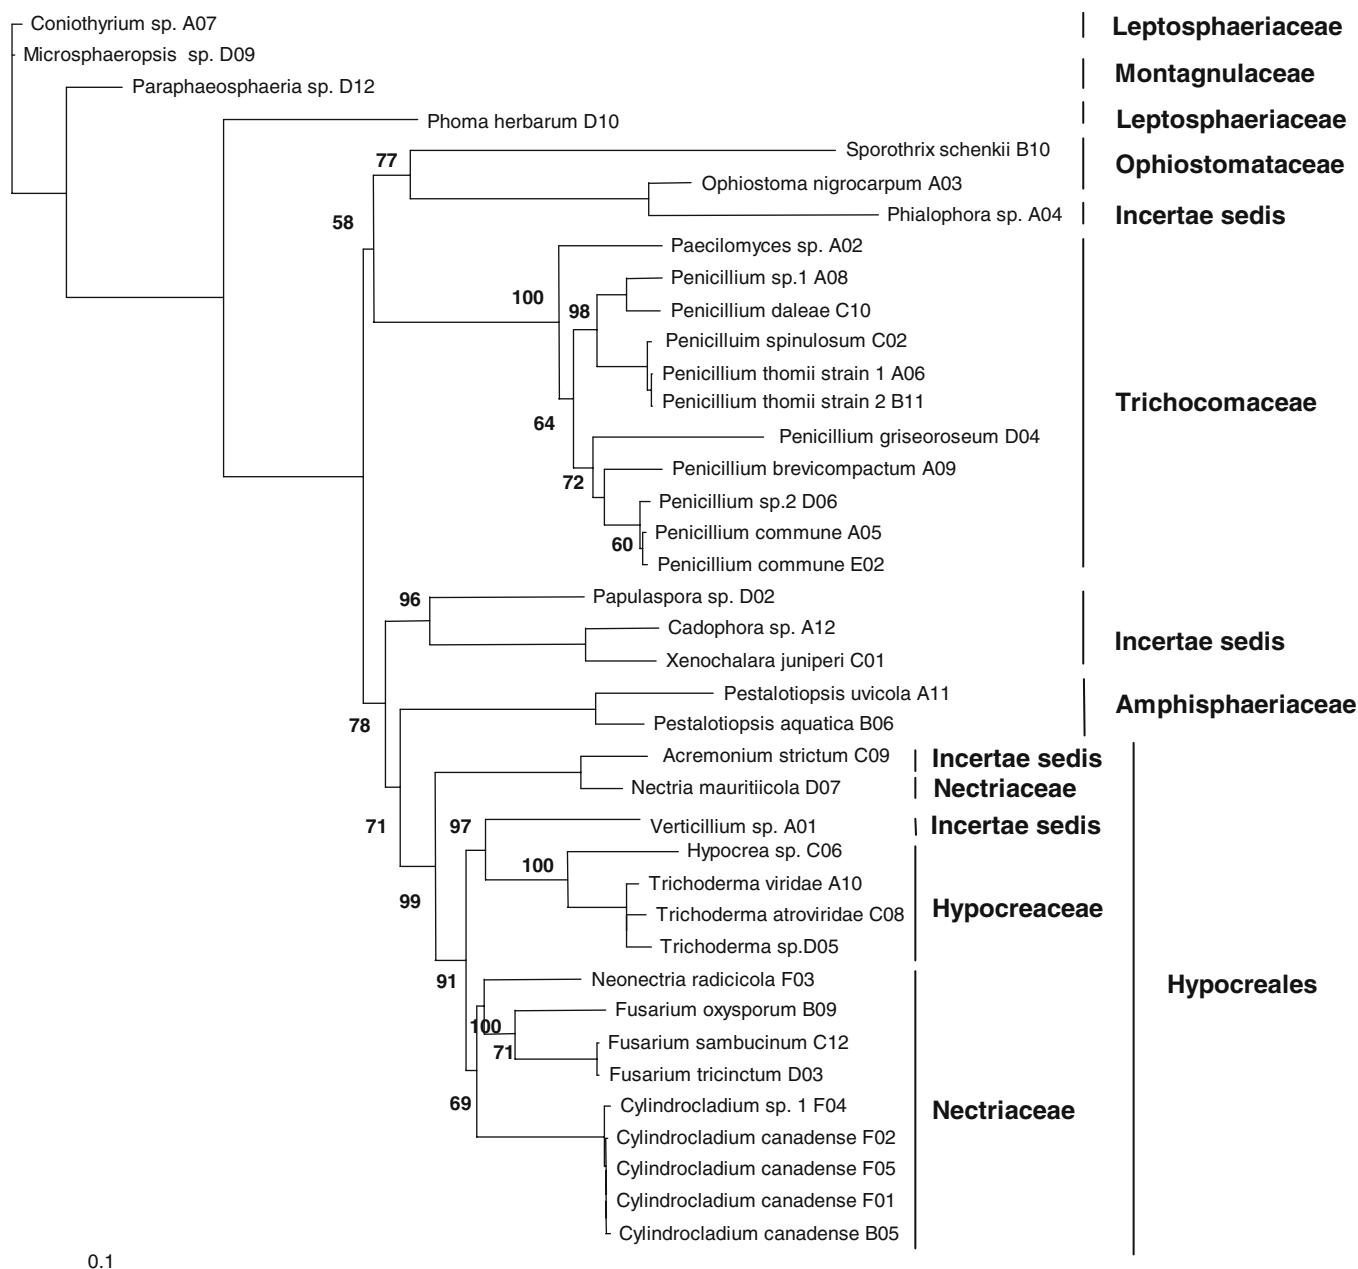 Coniothyrium sp. A07
Leptosphaeriaceae
Microsphaeropsis sp. D09
Montagnulaceae
Paraphaeosphaeria sp. D12
Phoma herbarum D10
Leptosphaeriaceae
77
Sporothrix schenkii B10
Ophiostomataceae
Ophiostoma nigrocarpum A03
58
Phialophora sp. A04
Incertae sedis
Paecilomyces sp. A02
Penicillium sp.1 A08
100
98
Penicillium daleae C10
Penicilluim spinulosum C02
Penicillium thomii strain 1 A06
Penicillium thomii strain 2 B11
Trichocomaceae
64
Penicillium griseoroseum D04
Penicillium brevicompactum A09
72
Penicillium sp.2 D06
Penicillium commune A05
60
Penicillium commune E02
96
Papulaspora sp. D02
Cadophora sp. A12
Incertae sedis
Xenochalara juniperi C01
Pestalotiopsis uvicola A11
Amphisphaeriaceae
78
Pestalotiopsis aquatica B06
Acremonium strictum C09
Incertae sedis
Nectria mauritiicola D07
Nectriaceae
71
97
Verticillium sp. A01
Incertae sedis
Hypocrea sp. C06
100
Trichoderma viridae A10
99
Trichoderma atroviridae C08
Hypocreaceae
Trichoderma sp.D05
91
Neonectria radicicola F03
Hypocreales
Fusarium oxysporum B09
100
71
Fusarium sambucinum C12
Fusarium tricinctum D03
69
Cylindrocladium sp. 1 F04
Nectriaceae
Cylindrocladium canadense F02
Cylindrocladium canadense F05
Cylindrocladium canadense F01
Cylindrocladium canadense B05
0.1